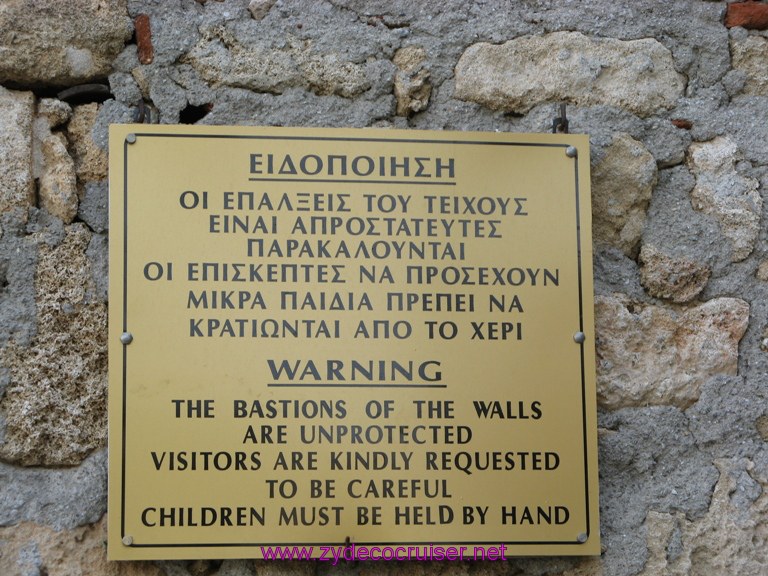 ΕΙΔΟΠΟΙΗΣΗ
ΟΙ ΕΠΑΛΞΕΙΣ ΤΟΥ ΤΕΙΧΟΥΣ
ΕΙΝΑΙ ΑΠΡΟΣΤΑΤΕΥΤΕΣ
ΠΑΡΑΚΑΛΟΥΝΤΑΙ
ΟΙ ΕΠΙΣΚΕΠΤΕΣ ΝΑ ΠΡΟΣΕΧΟΥΝ
ΜΙΚΡΑ ΠΑΙΔΙΑ ΠΡΕΠΕΙ ΝΑ
ΚΡΑΤΙΩΝΤΑΙ ΑΠΟ ΤΟ ΧΕΡΙ
WARNING
THE BASTIONS OF THE WALLS
ARE UNPROTECTED
VISITORS ARE KINDLY REQUESTED
TO BE CAREFUL
CHILDREN MUST BE HELD BY HAND
www.zydecocruiser.net